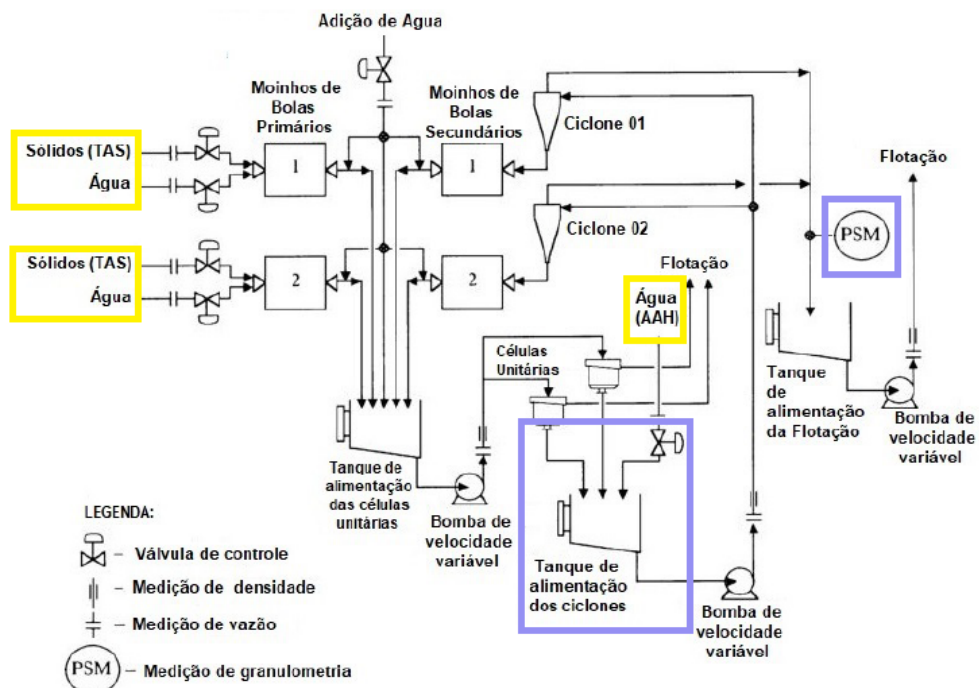 Adição de Agua
Moinhos de
Bolas
Primários
Moinhos de
Bolas
Secundários
Ciclone 01
Sólidos (TAS)
Água
1
1
Flotação
Ciclone 02
PSM
Sólidos (TAS)
Água
2
2
Flotação
Água
(AAH)
Células
Unitárias
Tanque
de
alimentação
da Flotação
Bomba de
velocidade
variável
Tanque de
alimentação
das células
unitárias
Bomba de
velocidade
variável
Tanque de
alimentação
dos ciclones
Bomba de
velocidade
variável
LEGENDA:
– Válvula de controle
– Medição de densidade
– Medição de vazão
PSM – Medição de granulometria